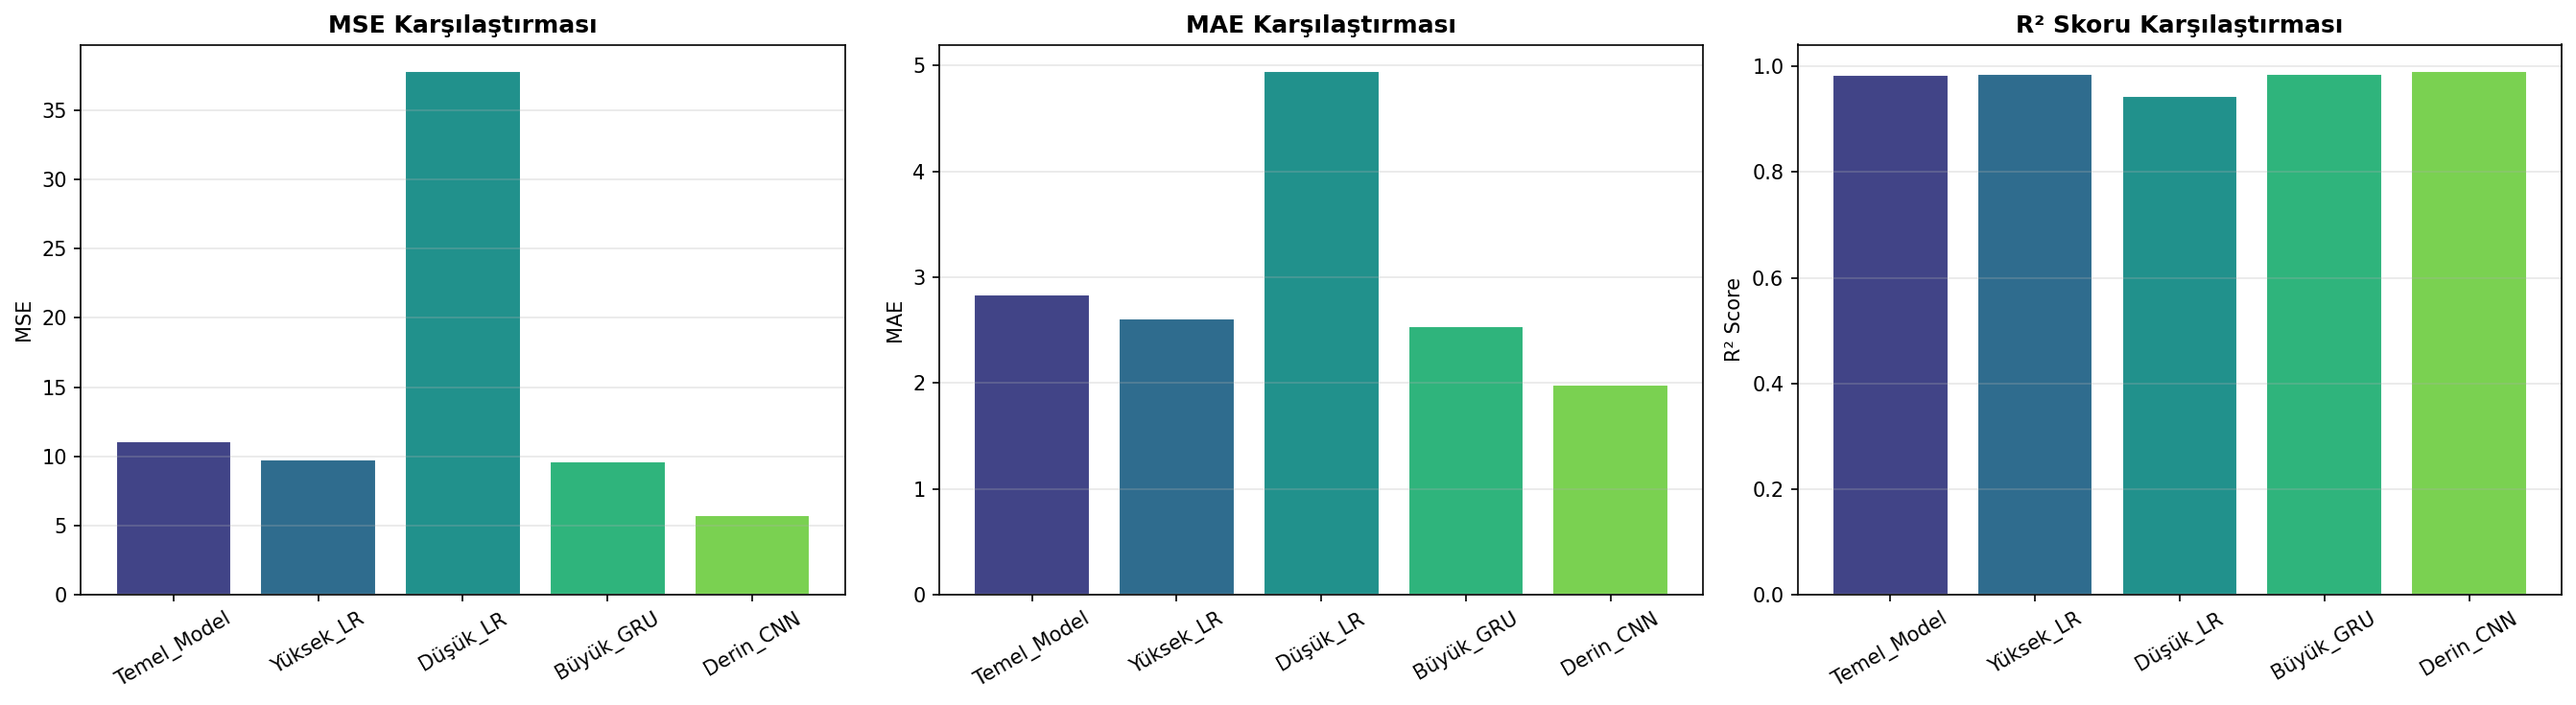 MSE Karşılaştırması
MSE
35
30
25
20
15
10
5
0
Temel_Model
Yüksek_LR
Düşük_LR
Büyük_GRU
Derin_CNN
MAE Karşılaştırması
MAE
5
4
3
2
1
0
Temel_Model
Yüksek_LR
Düşük_LR
Büyük_GRU
Derin_CNN
R² Skoru Karşılaştırması
R² Score
1.0
0.8
0.6
0.4
0.2
0.0
Temel_Model
Yüksek_LR
Düşük_LR
Büyük_GRU
Derin_CNN